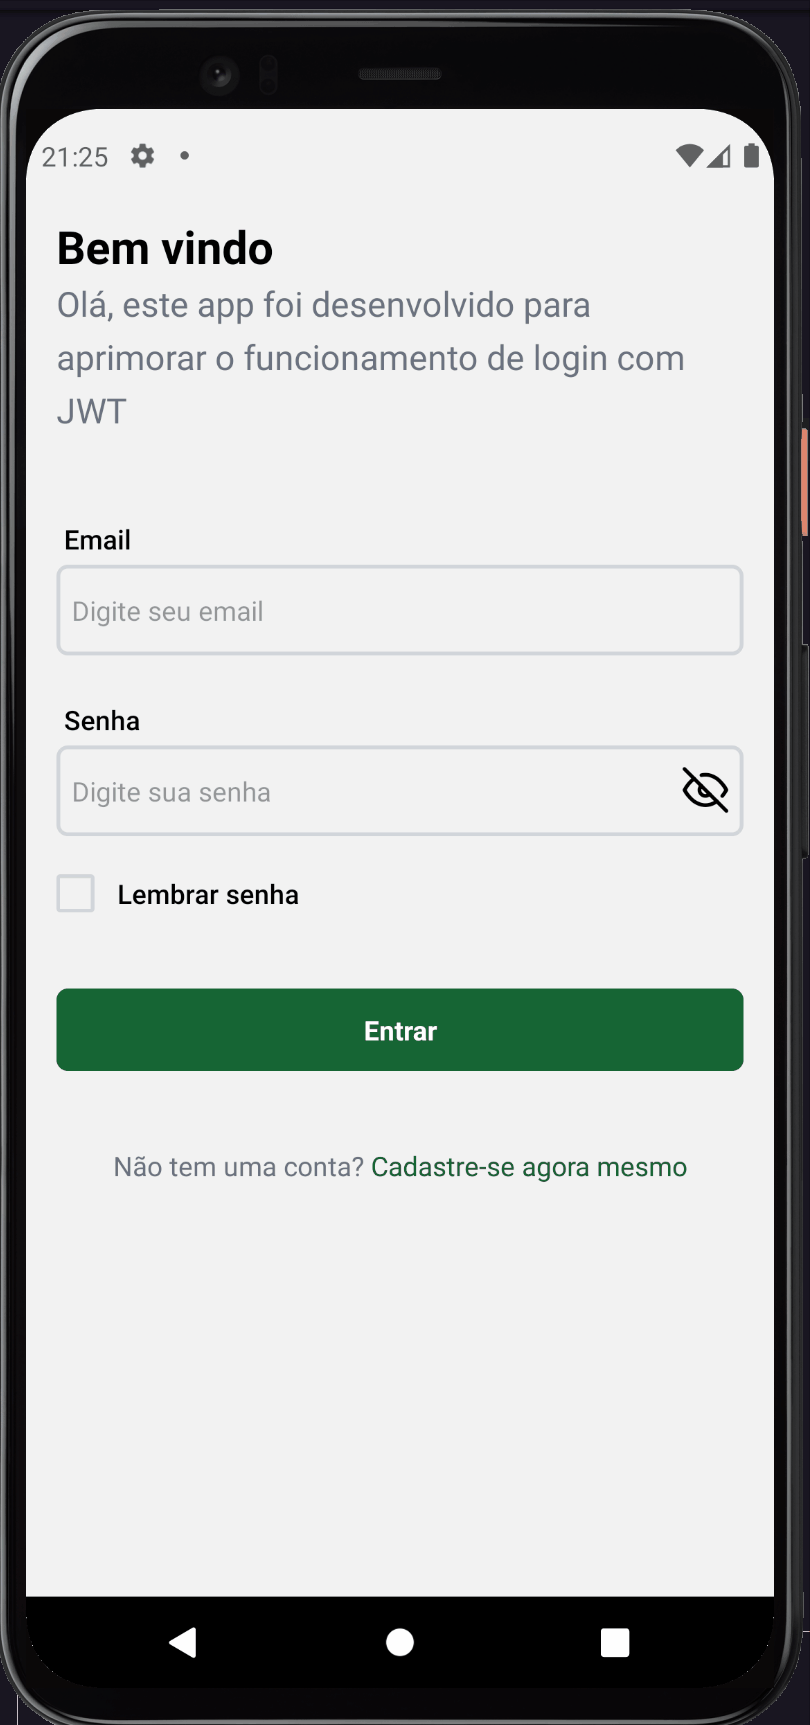 21:25
Bem vindo
Olá, este app foi desenvolvido para
aprimorar o funcionamento de login com
JWT
Email
Digite seu email
Senha
Digite sua senha
Lembrar senha
Entrar
Não tem uma conta? Cadastre-se agora mesmo